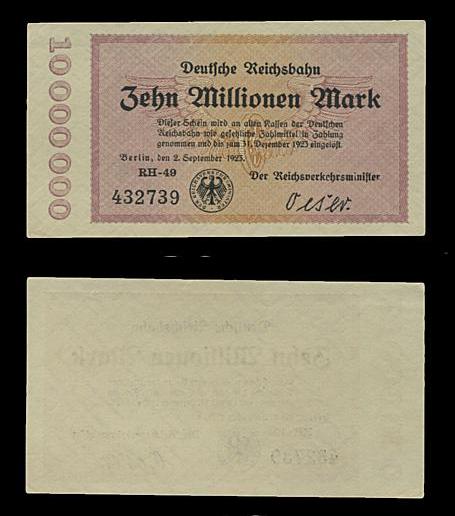 10000000
Deutsche Reichsbahn
Zehn Millionen Mark
Dieser Schein wird an allen Kassen der Deutschen
Reichsbahn wie gesetzliche Zahlmittel in Zahlung
genommen und bis zum 31. Dezember 1923 eingelöst.
Berlin, den 2. September 1923.
RH-49
Der Reichsverkehrsminister
432739
Oeser.